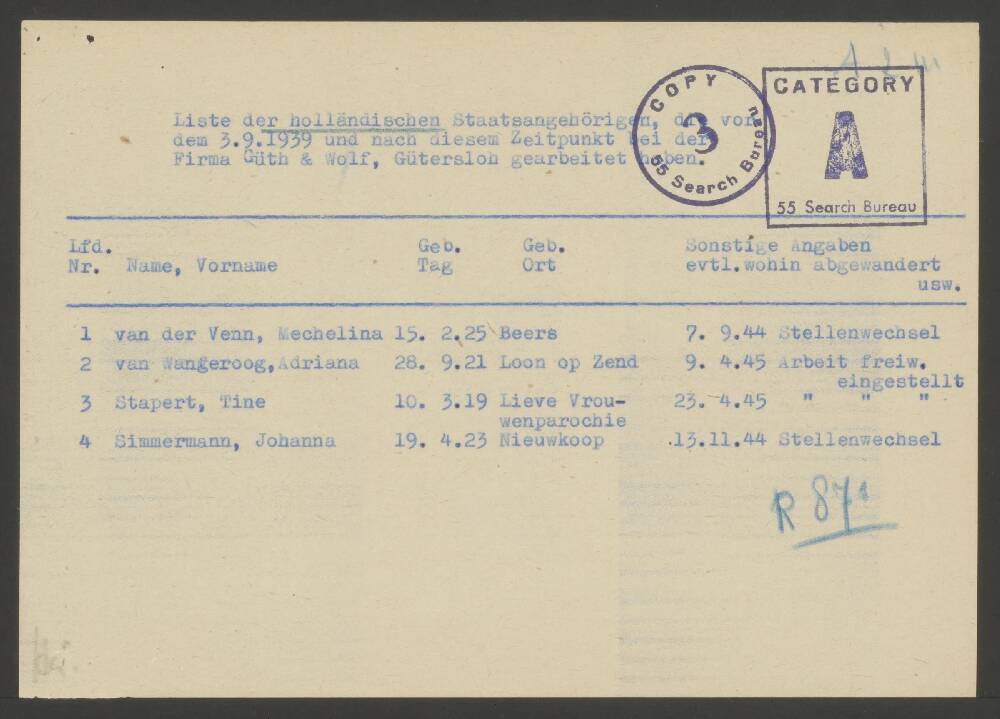 A 2 III
COPY
3
55 Search Bureau
CATEGORY
A
55 Search Bureau
Liste der holländischen Staatsangehörigen, die vor
dem 3.9.1939 und nach diesem Zeitpunkt bei der
Firma Güth & Wolf, Gütersloh gearbeitet haben.
Lfd. Geb. Geb. Sonstige Angaben
Nr. Name, Vorname Tag Ort evtl.wohin abgewandert
usw.
1 van der Venn, Mechelina 15. 2.25 Beers 7. 9.44 Stellenwechsel
2 van Wangeroog,Adriana 28. 9.21 Loon op Zend 9. 4.45 Arbeit freiw.
eingestellt
3 Stapert, Tine 10. 3.19 Lieve Vrou- 23. 4.45 " " "
wenparochie
4 Simmermann, Johanna 19. 4.23 Nieuwkoop 13.11.44 Stellenwechsel
R 871